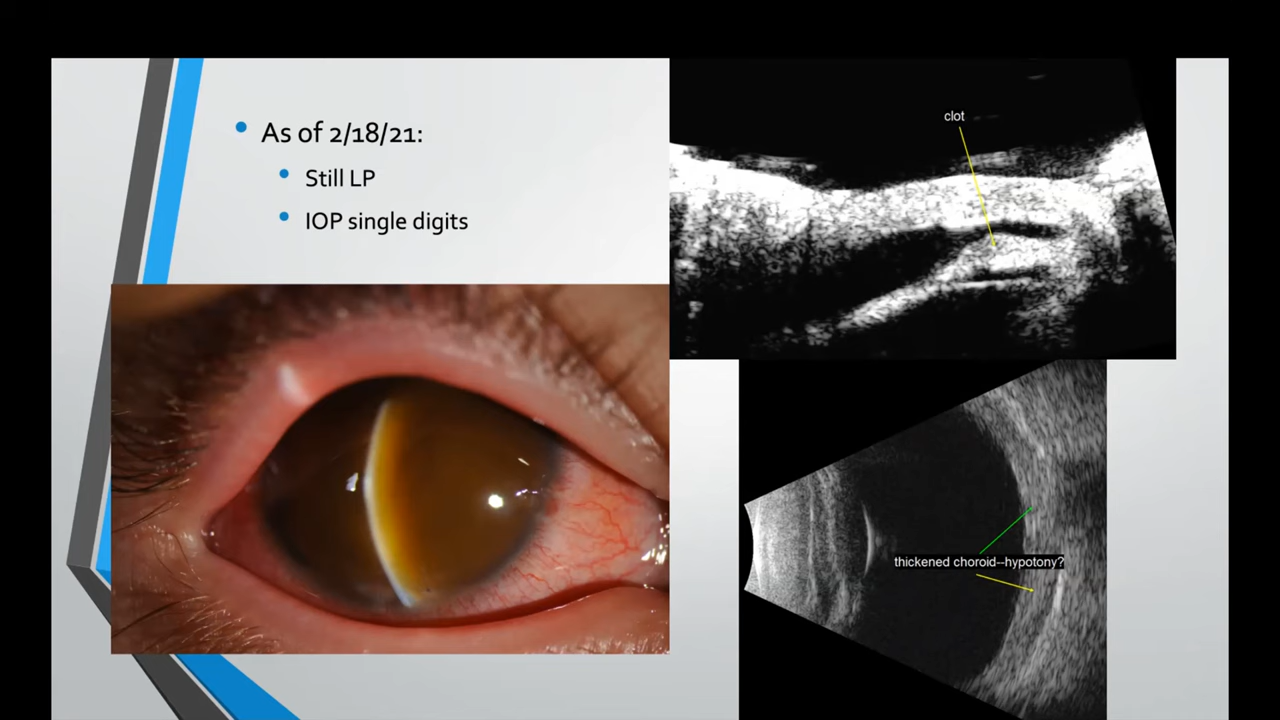 As of 2/18/21:
Still LP
IOP single digits
clot
thickened choroid--hypotony?